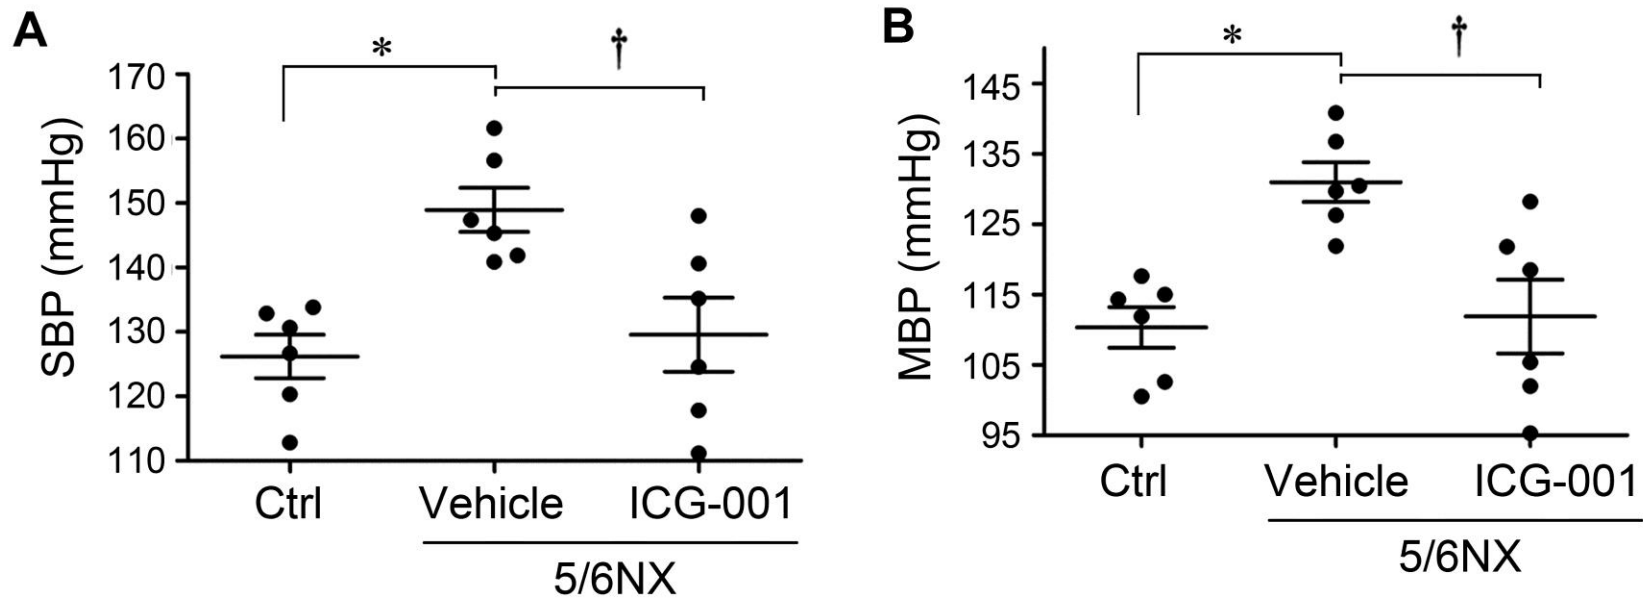 A
* †
SBP (mmHg)
170
160
150
140
130
120
110
Ctrl Vehicle ICG-001
5/6NX
B
* †
MBP (mmHg)
145
135
125
115
105
95
Ctrl Vehicle ICG-001
5/6NX